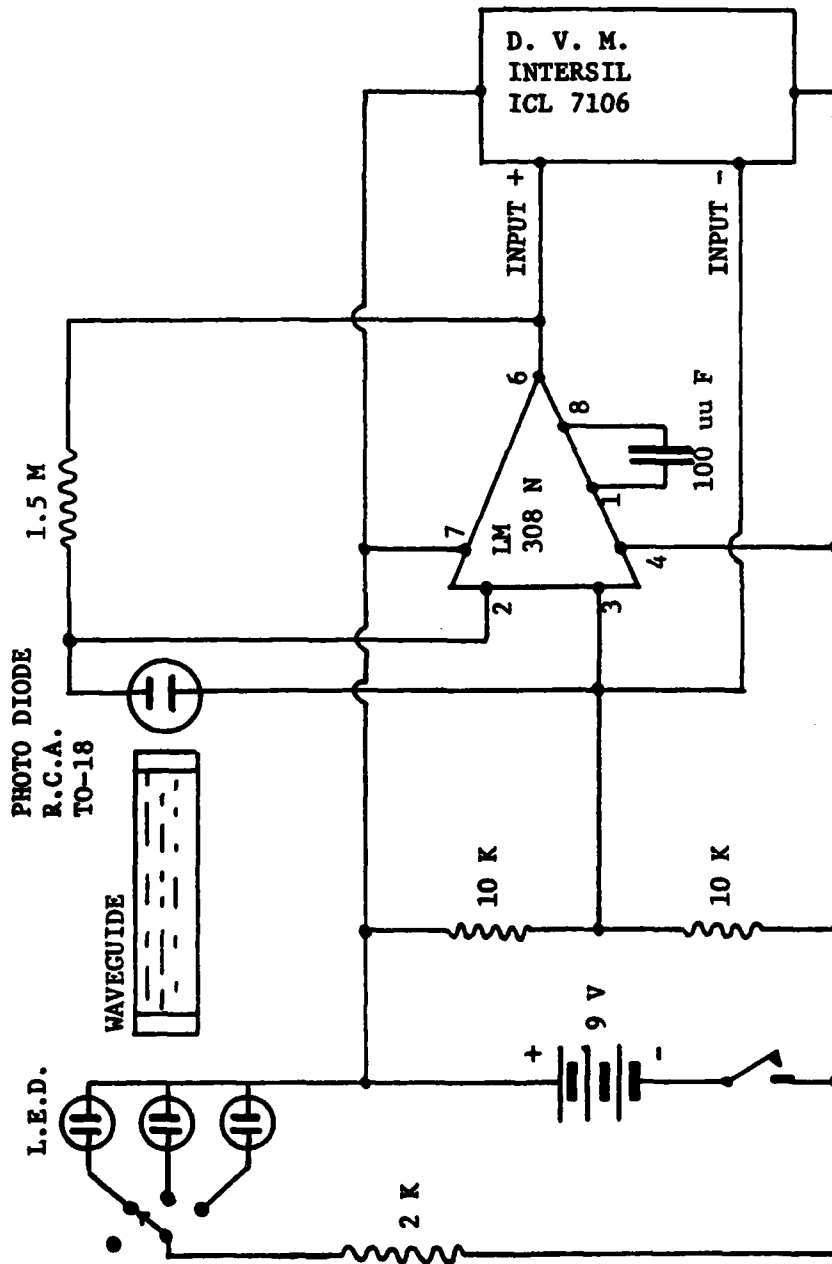 L.E.D.
WAVEGUIDE
PHOTO DIODE
R.C.A.
TO-18
1.5 M
D. V. M.
INTERSIL
ICL 7106
INPUT +
INPUT -
7
2
3
4
6
8
1
LM
308 N
100 uu F
10 K
10 K
+
9 V
-
2 K